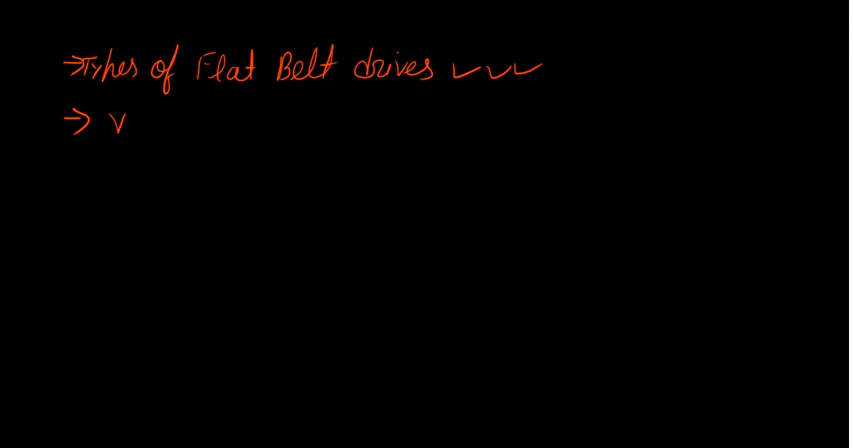 →Types of Flat Belt drives ✓✓✓
→ V